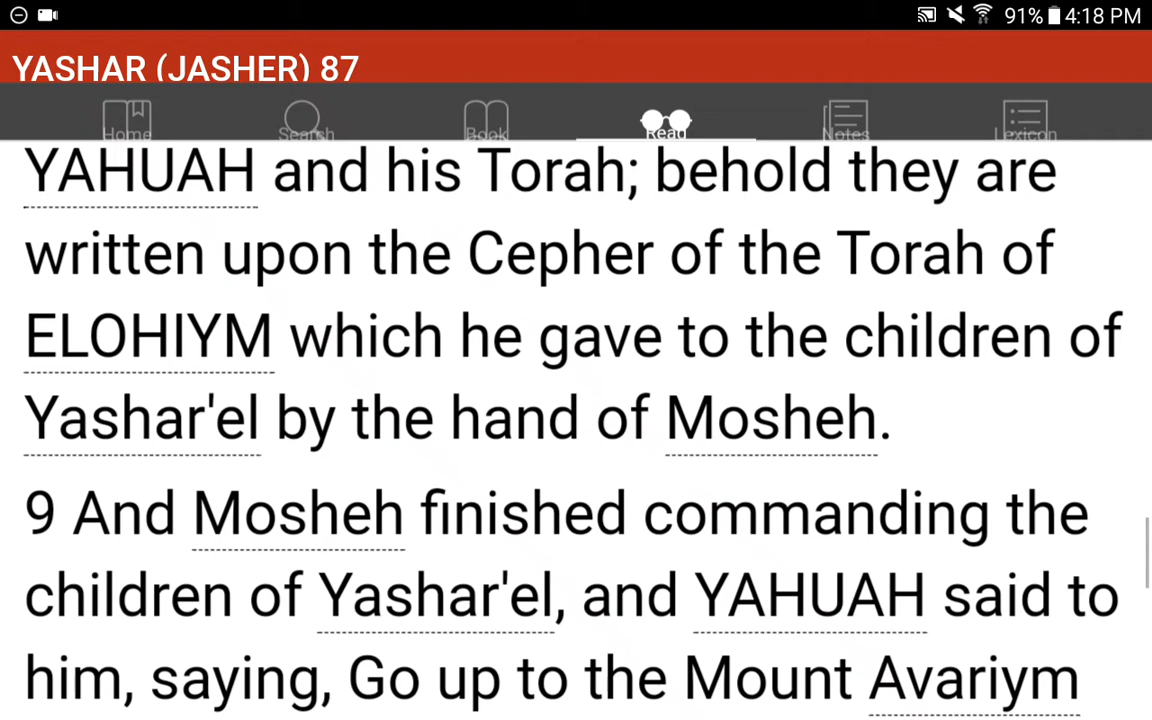 91% 4:18 PM
YASHAR (JASHER) 87
Home Search Book Read Notes Lexicon
YAHUAH and his Torah; behold they are
written upon the Cepher of the Torah of
ELOHIYM which he gave to the children of
Yashar'el by the hand of Mosheh.
9 And Mosheh finished commanding the
children of Yashar'el, and YAHUAH said to
him, saying, Go up to the Mount Avariym